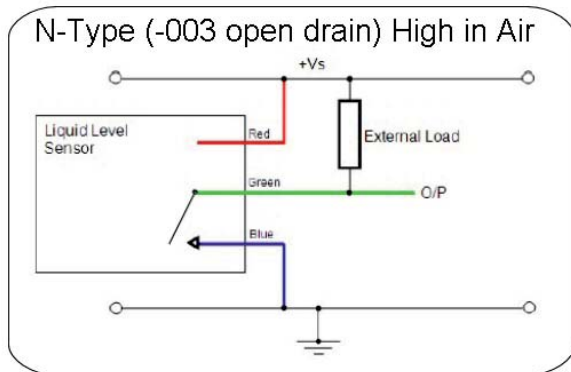 N-Type (-003 open drain) High in Air
+Vs
Liquid Level
Sensor
Red
External Load
Green
O/P
Blue